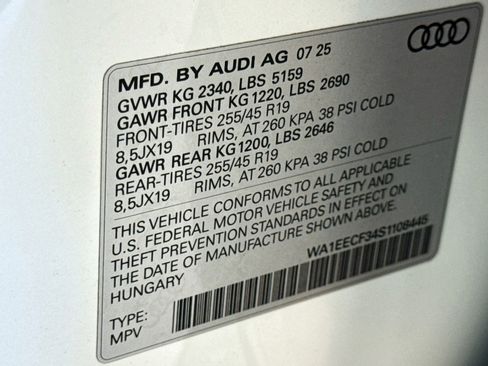 MFD. BY AUDI AG 07 25
GVWR KG 2340, LBS 5159
GAWR FRONT KG 1220, LBS 2690
FRONT-TIRES 255/45 R19
8,5JX19 RIMS, AT 260 KPA 38 PSI COLD
GAWR REAR KG1200, LBS 2646
REAR-TIRES 255/45 R19
8,5JX19 RIMS, AT 260 KPA 38 PSI COLD
THIS VEHICLE CONFORMS TO ALL APPLICABLE
U.S. FEDERAL MOTOR VEHICLE SAFETY AND
THEFT PREVENTION STANDARDS IN EFFECT ON
THE DATE OF MANUFACTURE SHOWN ABOVE.
HUNGARY
WA1EECF34S1108445
TYPE:
MPV